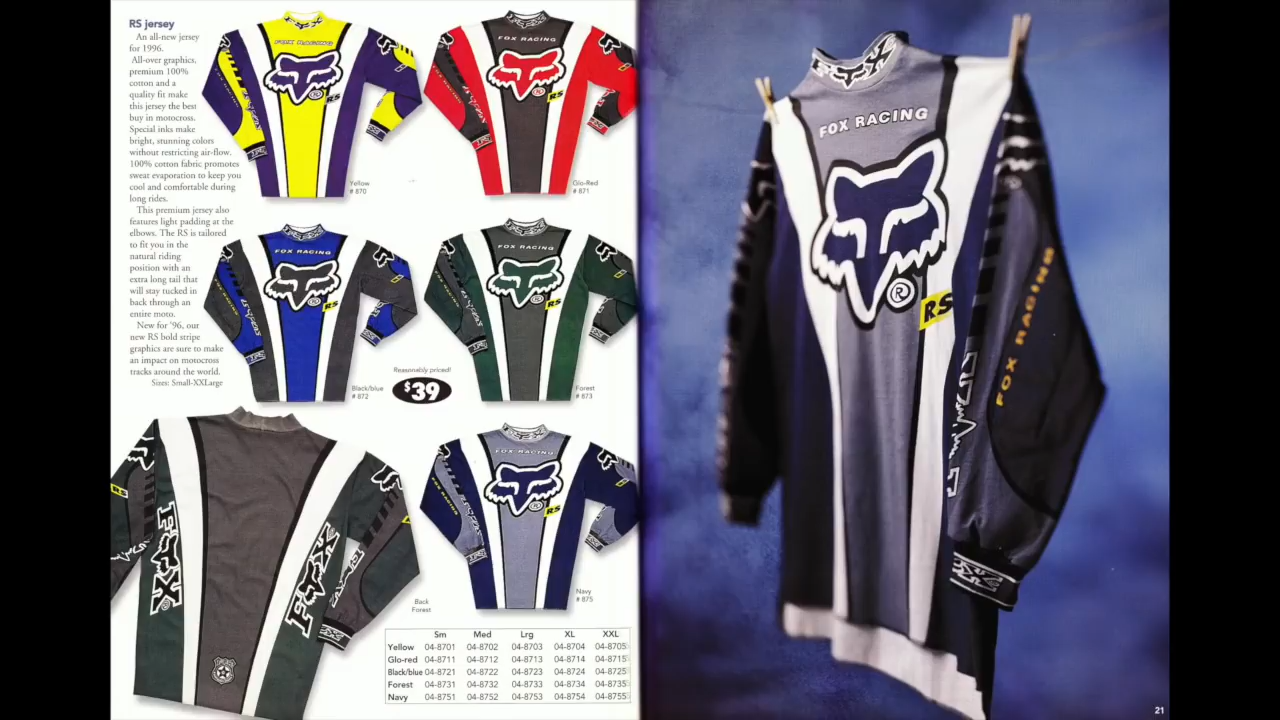 RS jersey
An all-new jersey
for 1996.
All-over graphics,
premium 100%
cotton and a
quality fit make
this jersey the best
buy in motocross.
Special inks make
bright, stunning colors
without restricting air-flow.
100% cotton fabric promotes
sweat evaporation to keep you
cool and comfortable during
long rides.
This premium jersey also
features light padding at the
elbows. The RS is tailored
to fit you in the
natural riding
position with an
extra long tail that
will stay tucked in
back through an
entire moto.
New for '96, our
new RS bold stripe
graphics are sure to make
an impact on motocross
tracks around the world.
Sizes: Small-XXLarge
FOX RACING
RS
Yellow
# 870
FOX RACING
RS
Glo-Red
# 871
FOX RACING
RS
Black/blue
# 872
FOX RACING
RS
Forest
# 873
Reasonably priced!
$39
RS
FOX
FOX
Back
Forest
FOX RACING
FOX RACING
RS
Navy
# 875
Sm Med Lrg XL XXL
Yellow 04-8701 04-8702 04-8703 04-8704 04-8705
Glo-red 04-8711 04-8712 04-8713 04-8714 04-8715
Black/blue 04-8721 04-8722 04-8723 04-8724 04-8725
Forest 04-8731 04-8732 04-8733 04-8734 04-8735
Navy 04-8751 04-8752 04-8753 04-8754 04-8755
FOX
FOX RACING
®
RS
FOX RACING
21